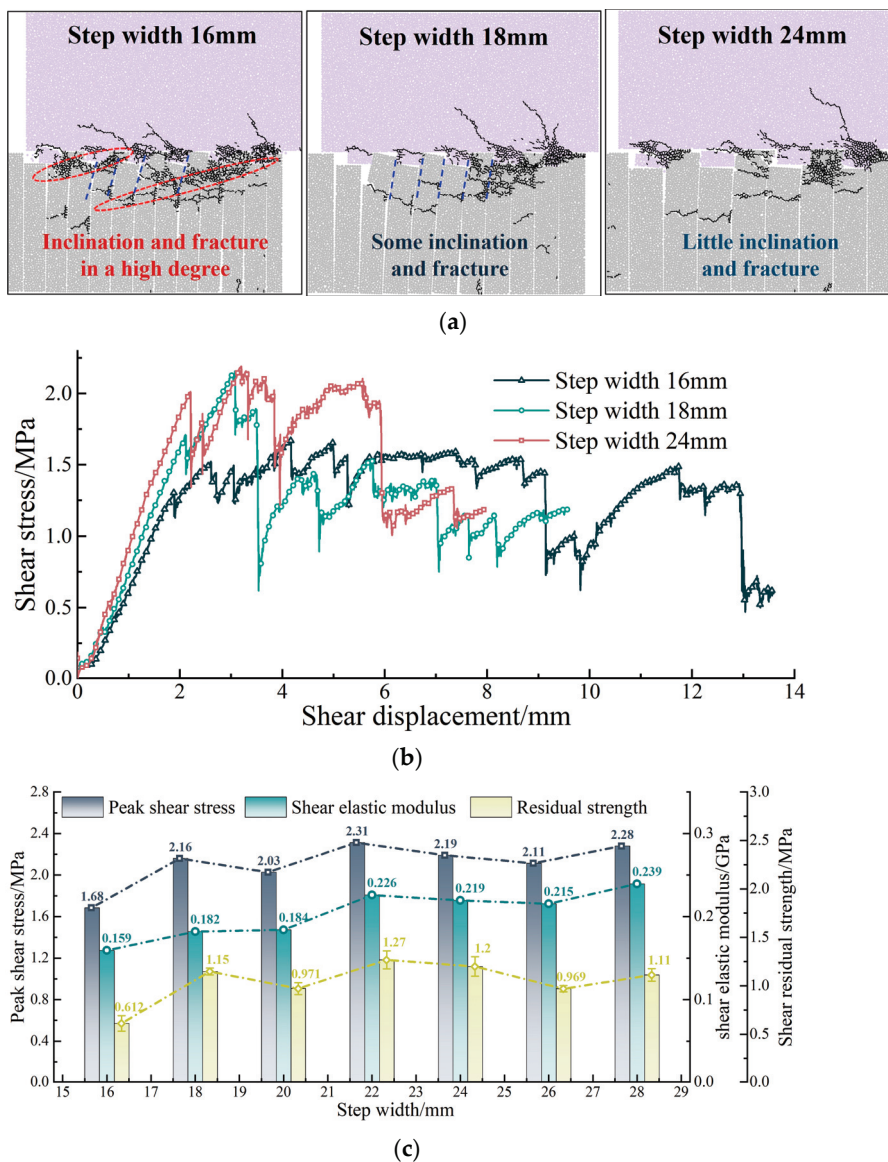 Step width 16mm
Step width 18mm
Step width 24mm
Inclination and fracture
in a high degree
Some inclination
and fracture
Little inclination
and fracture
(a)
Shear stress/MPa
2.0
1.5
1.0
0.5
0.0
Step width 16mm
Step width 18mm
Step width 24mm
0 2 4 6 8 10 12 14
Shear displacement/mm
(b)
Peak shear stress/MPa
2.8
2.4
2.0
1.6
1.2
0.8
0.4
0.0
Peak shear stress
Shear elastic modulus
Residual strength
1.68
2.16
2.03
2.31
2.19
2.11
2.28
0.159
0.182
0.184
0.226
0.219
0.215
0.239
0.612
1.15
0.971
1.27
1.2
0.969
1.11
0.3
0.2
0.1
0.0
shear elastic modulus/GPa
3.0
2.5
2.0
1.5
1.0
0.5
0.0
Shear residual strength/MPa
15 16 17 18 19 20 21 22 23 24 25 26 27 28 29
Step width/mm
(c)